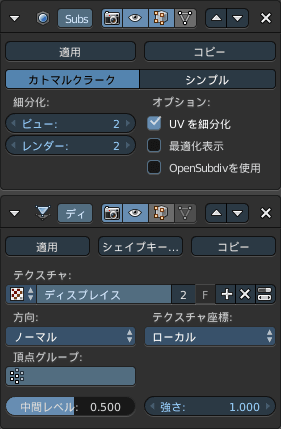 Subs
適用 コピー
カトマルクラーク シンプル
細分化: オプション:
ビュー: 2 UV を細分化
レンダー: 2 最適化表示
OpenSubdivを使用
ディ
適用 シェイプキー... コピー
テクスチャ:
ディスプレイス 2 F
方向: テクスチャ座標:
ノーマル ローカル
頂点グループ:
中間レベル: 0.500 強さ: 1.000